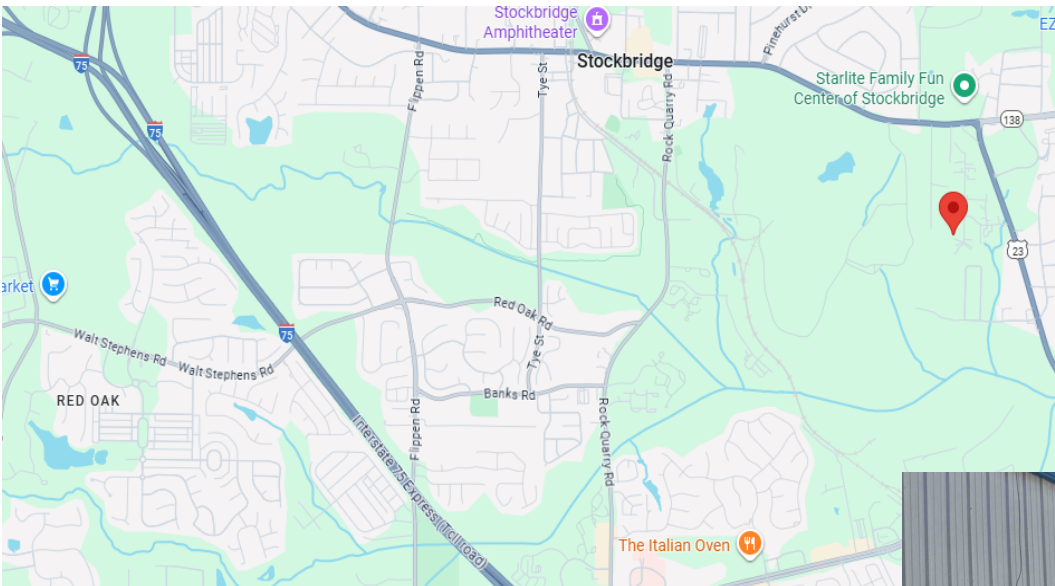 Stockbridge
Amphitheater
Stockbridge
Pinehurst Dr
EZ
75
Flippen Rd
Tye St
Rock Quarry Rd
Starlite Family Fun
Center of Stockbridge
138
75
23
arket
Red Oak Rd
75
Walt Stephens Rd
Walt Stephens Rd
Tye St
Banks Rd
RED OAK
Flippen Rd
Rock Quarry Rd
Interstate 75 Express (Tollroad)
The Italian Oven